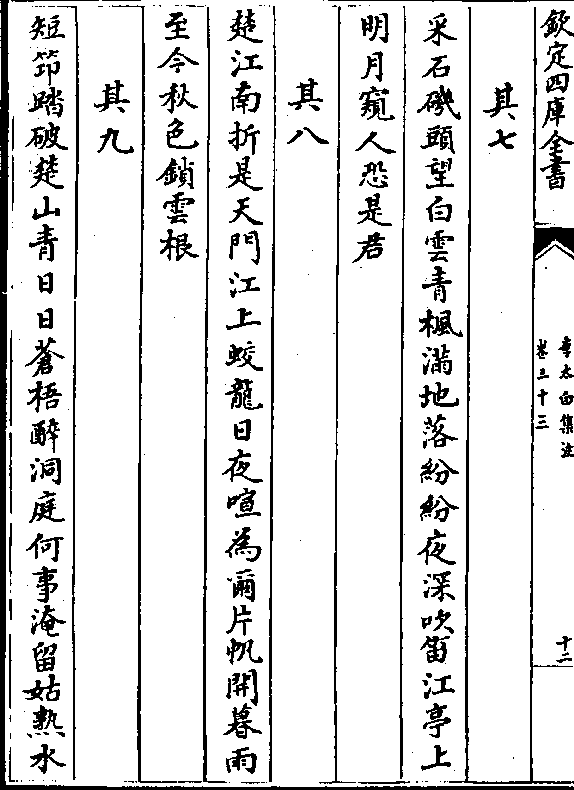 欽定四庫全書
李太白集注
卷三十三
十二
其七
采石磯頭望白雲青楓滿地落紛紛夜深吹笛江亭上
明月窺人恐是君
其八
楚江南折是天門江上蛟龍日夜喧為爾片帆開暮雨
至今秋色鎖雲根
其九
短笻踏破楚山青日日蒼梧醉洞庭何事淹留姑熟水